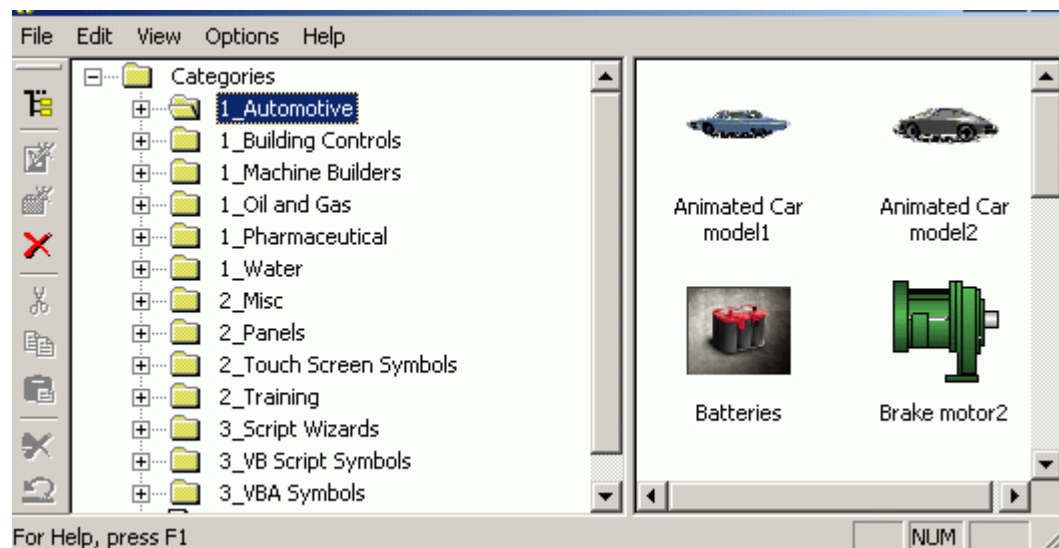 File Edit View Options Help
Categories
1_Automotive
1_Building Controls
1_Machine Builders
1_Oil and Gas
1_Pharmaceutical
1_Water
2_Misc
2_Panels
2_Touch Screen Symbols
2_Training
3_Script Wizards
3_VB Script Symbols
3_VBA Symbols
Animated Car
model1
Animated Car
model2
Batteries
Brake motor2
For Help, press F1
NUM